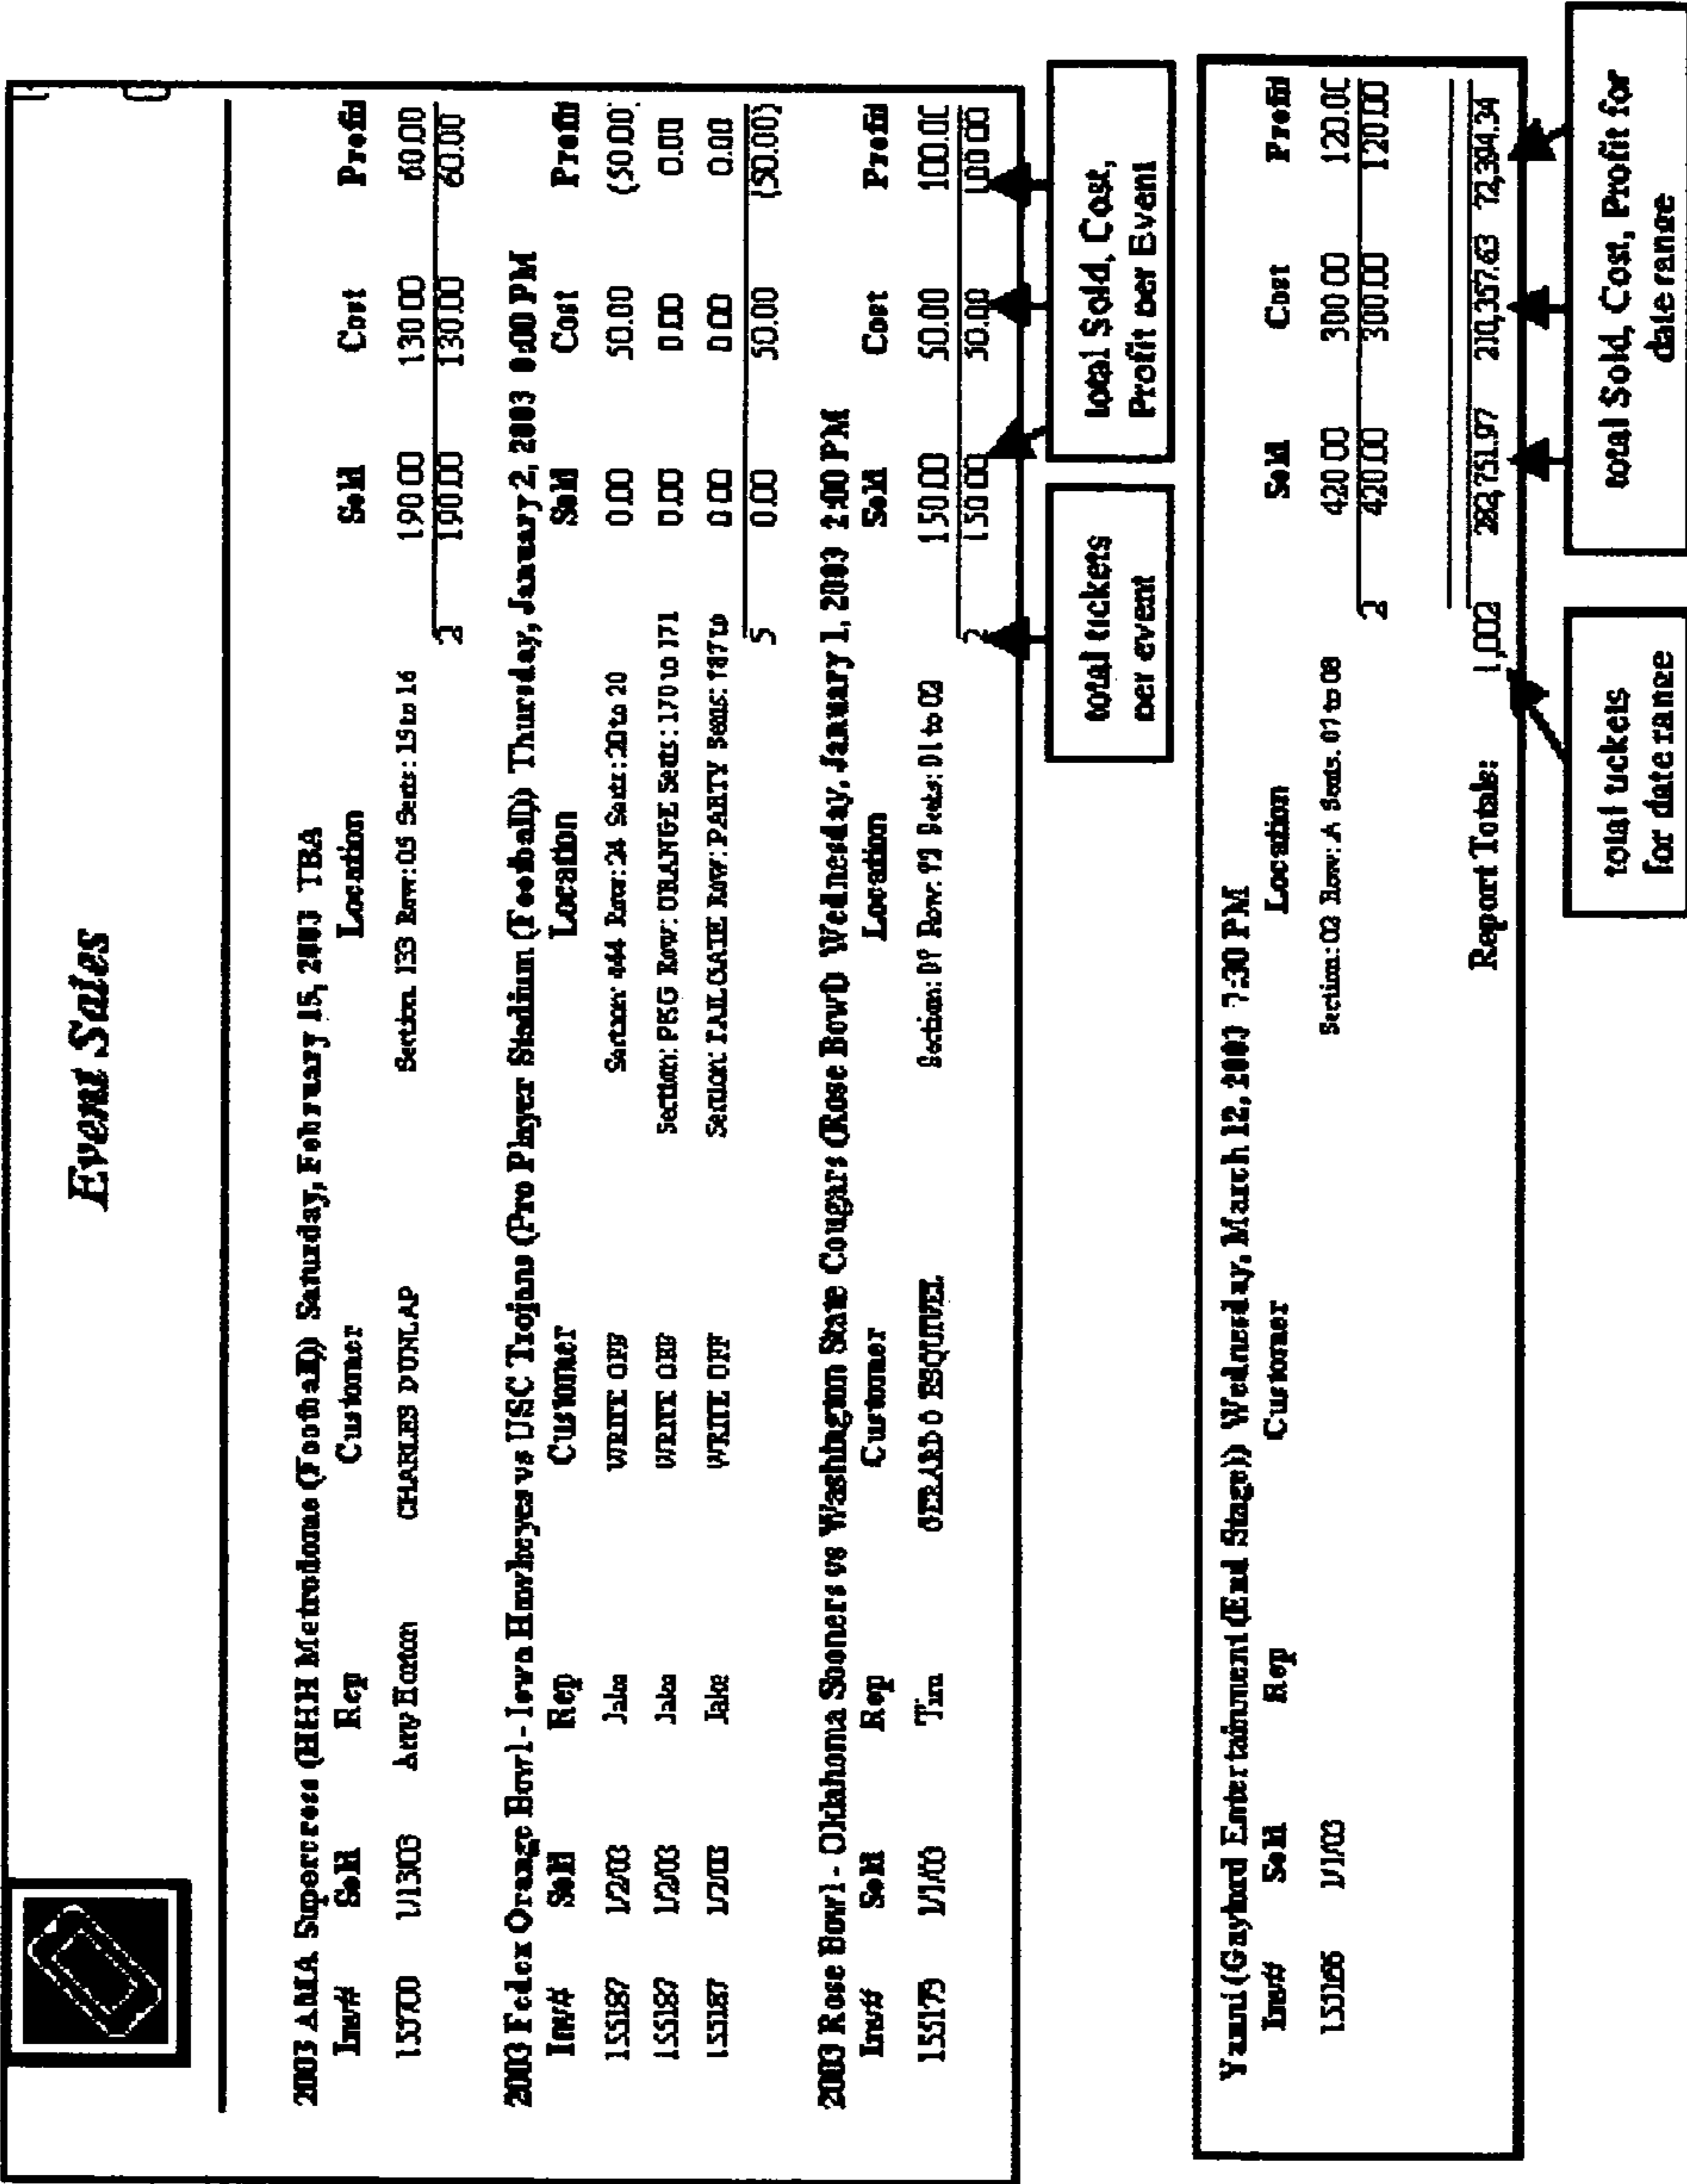 Event Sales
2003 AMA Supercross (HHH Metrodome (Football)) Saturday, February 15, 2003 TBA
Inv# Sold Rep Customer Location Sold Cost Profit
155700 1/13/03 Amy CHARLES DUNLAP Section: 133 Row: 05 Seats: 15 to 16 190.00 130.00 60.00
2 190.00 130.00 60.00
2003 Fedex Orange Bowl - Iowa Hawkeyes vs USC Trojans (Pro Player Stadium (Football)) Thursday, January 2, 2003 8:00 PM
Inv# Sold Rep Customer Location Sold Cost Profit
155187 1/2/03 Jake WRITE OFF Section: 444 Row: 24 Seats: 20 to 20 0.00 50.00 (50.00)
155187 1/2/03 Jake WRITE OFF Section: PKG Row: ORANGE Seats: 170 to 171 0.00 0.00 0.00
155187 1/2/03 Jake WRITE OFF Section: TAILGATE Row: PARTY Seats: 787 to 0.00 0.00 0.00
5 0.00 50.00 (50.00)
2003 Rose Bowl - Oklahoma Sooners vs Washington State Cougars (Rose Bowl) Wednesday, January 1, 2003 2:00 PM
Inv# Sold Rep Customer Location Sold Cost Profit
155179 1/1/03 Tim GERARDO ESQUIVEL Section: Row: Seats: 01 to 02 150.00 50.00 100.00
2 150.00 50.00 100.00
total tickets
per event
total Sold, Cost,
Profit per Event
Yanni (Gaylord Entertainment (End Stage)) Wednesday, March 12, 2003 7:30 PM
Inv# Sold Rep Customer Location Sold Cost Profit
155166 1/1/03 Section: 02 Row: A Seats: 07 to 08 420.00 300.00 120.00
2 420.00 300.00 120.00
Report Totals: 1,002 282,751.97 210,357.63 72,394.34
total tickets
for date range
total Sold, Cost, Profit for
date range